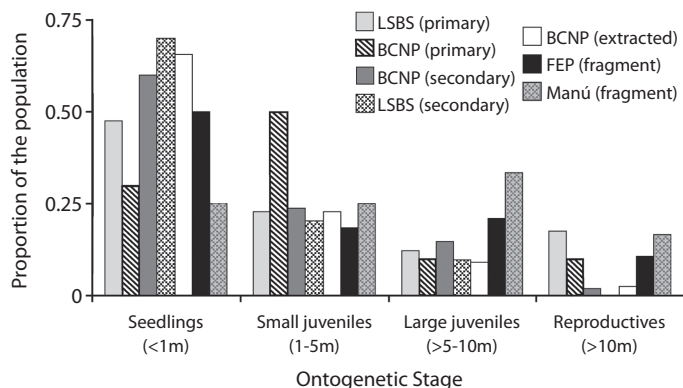 0.75
0.50
0.25
0
Proportion of the population
LSBS (primary)
BCNP (primary)
BCNP (secondary)
LSBS (secondary)
BCNP (extracted)
FEP (fragment)
Manú (fragment)
Seedlings
(<1m)
Small juveniles
(1-5m)
Large juveniles
(>5-10m)
Reproductives
(>10m)
Ontogenetic Stage